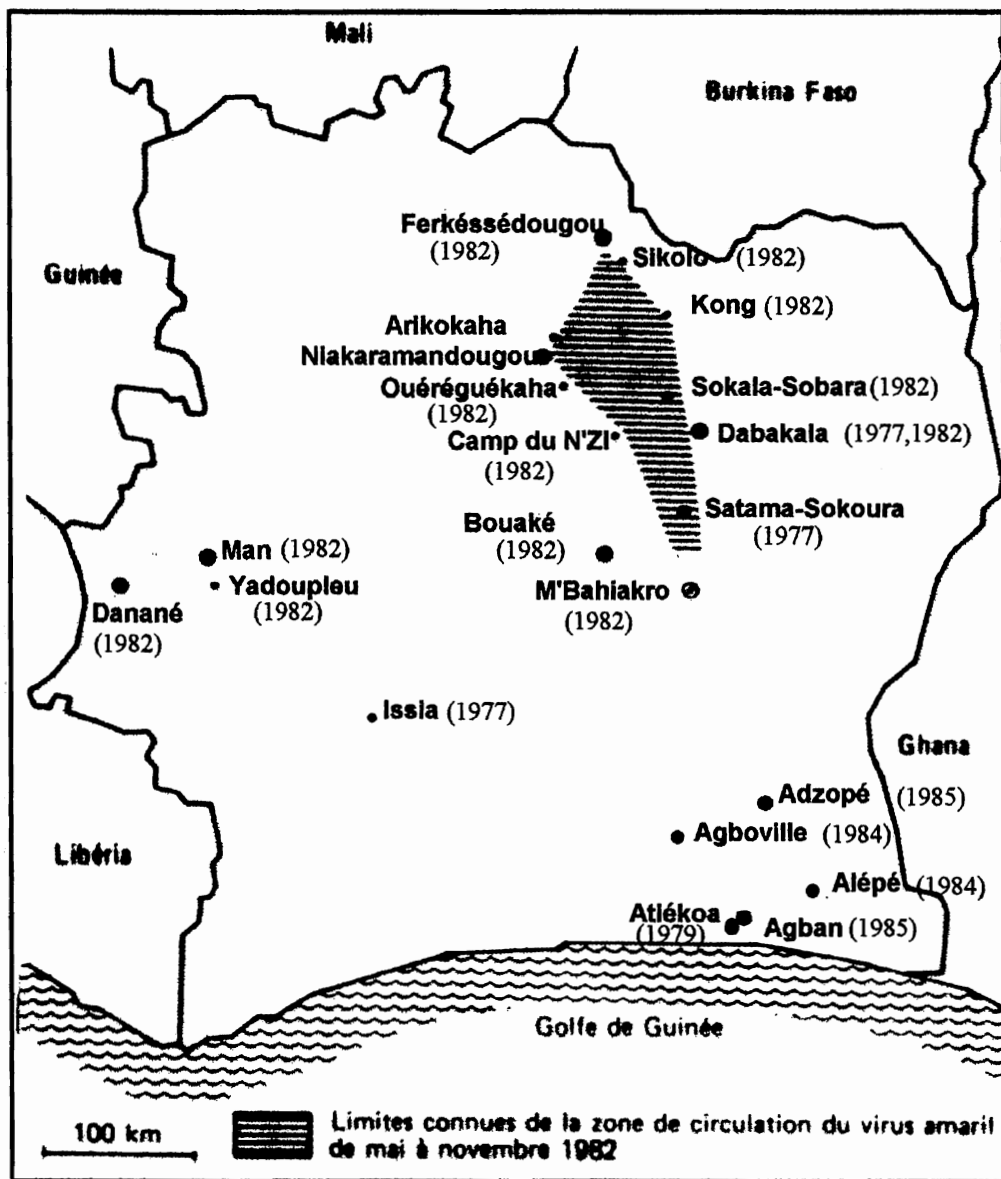 Mali
Burkina Faso
Ferkéssédougou
(1982)
Sikolo (1982)
Guinée
Kong (1982)
Arikokaha
Niakaramandougou
Ouéréguékaha
(1982)
Sokala-Sobara (1982)
Dabakala (1977,1982)
Camp du N'ZI
(1982)
Satama-Sokoura
(1977)
Bouaké
(1982)
Man (1982)
Yadoupleu
(1982)
M'Bahiakro
(1982)
Danané
(1982)
Issia (1977)
Ghana
Adzopé (1985)
Agboville (1984)
Libéria
Alépé (1984)
Atiékoa
(1979)
Agban (1985)
Golfe de Guinée
100 km
Limites connues de la zone de circulation du virus amaril
de mai à novembre 1982